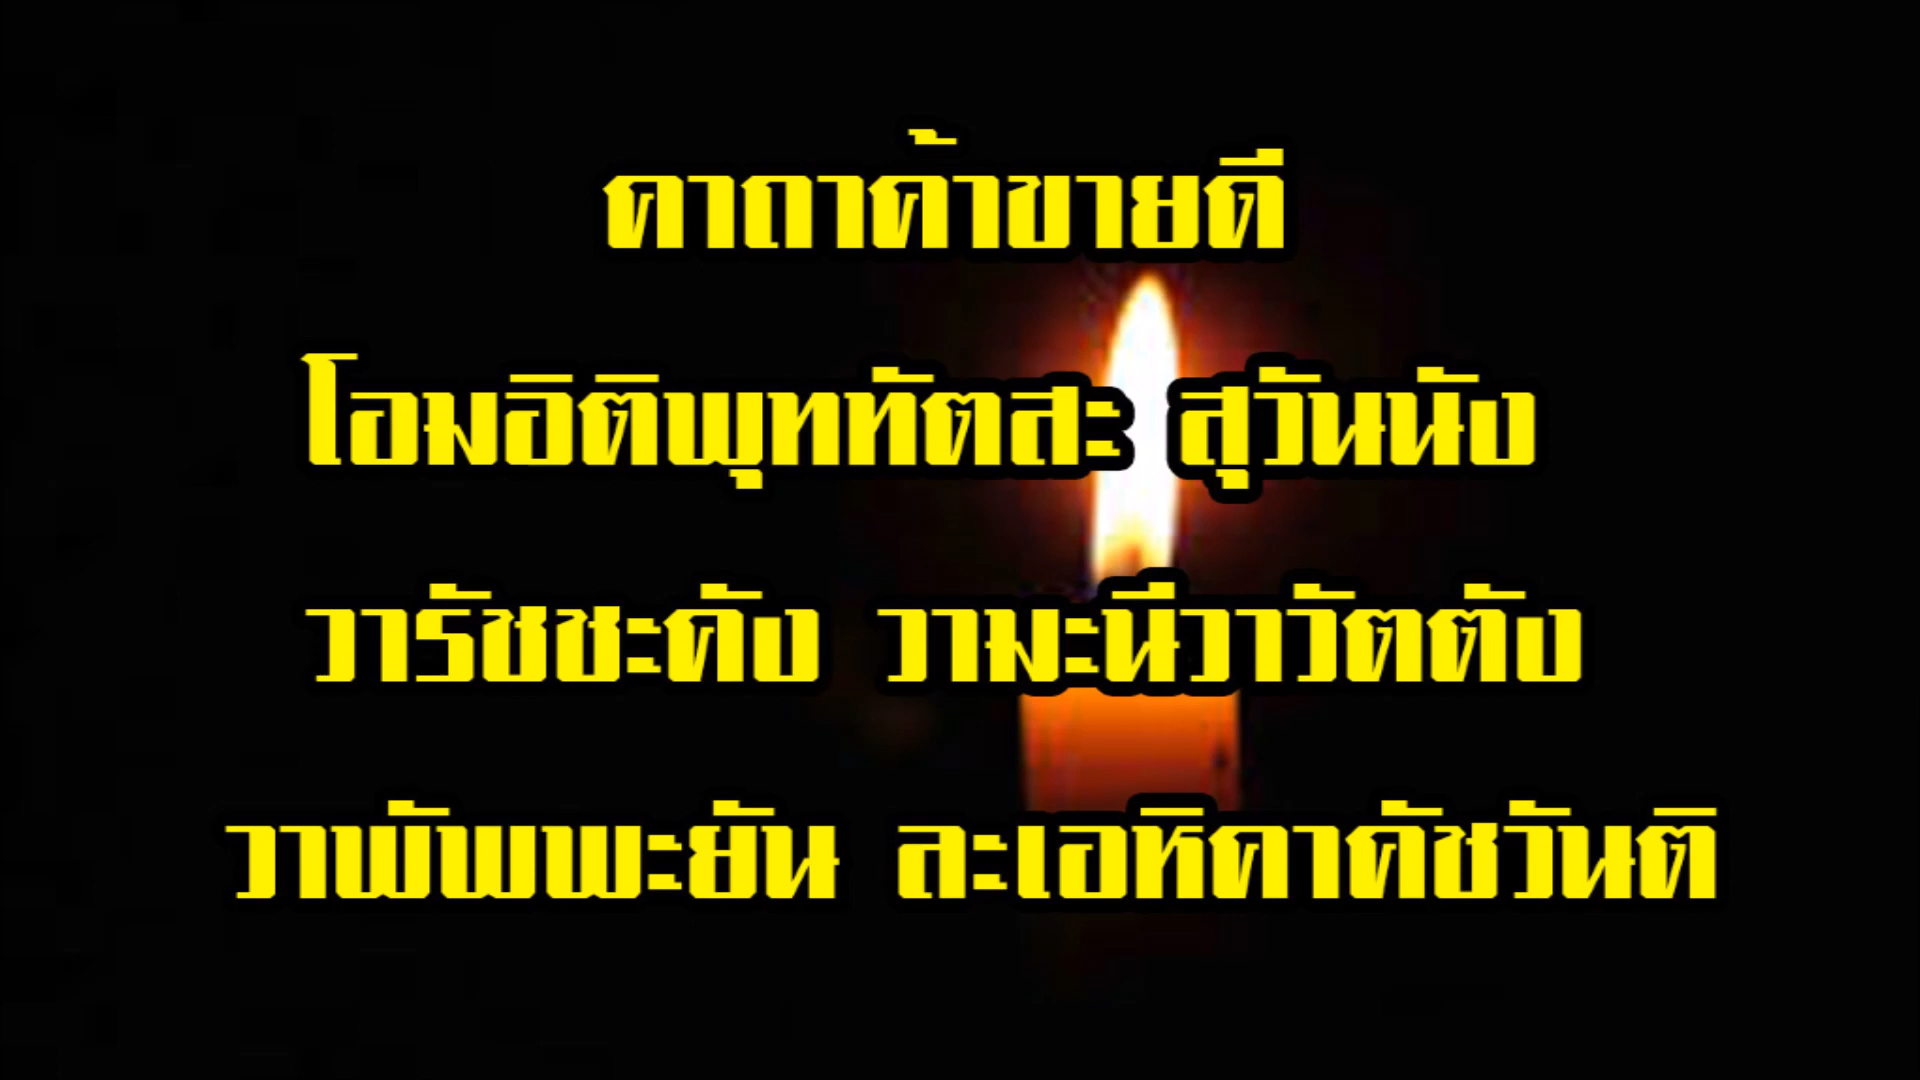 คาถาค้าขายดี
โอมอิติพุททัตสะ สุวันนัง
วารัชชะคัง วามะนีวาวัตตัง
วาพัพพะยัน ละเอหิคาคัชวันติ